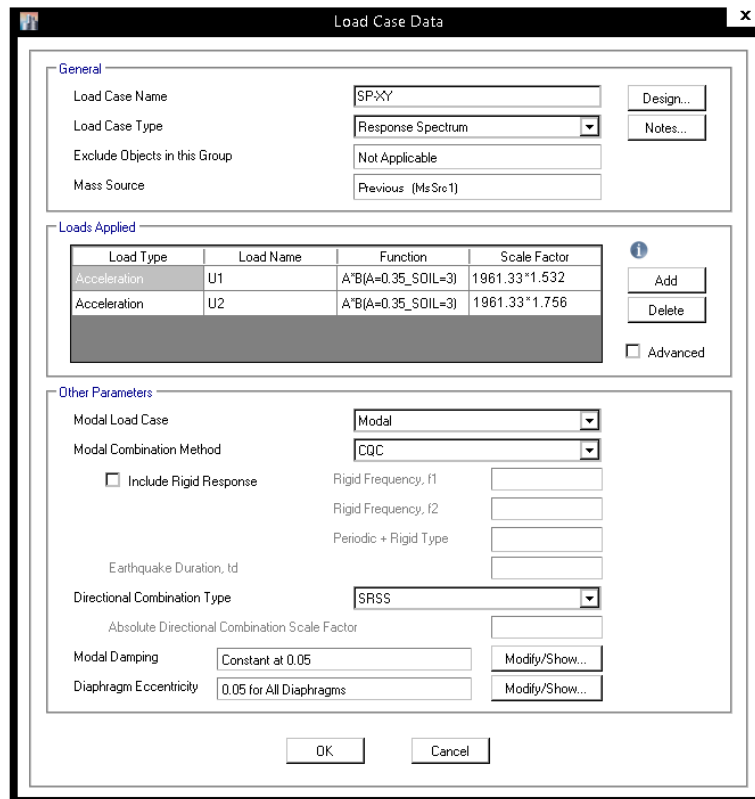 Load Case Data
x
General
Load Case Name SP-XY Design...
Load Case Type Response Spectrum Notes...
Exclude Objects in this Group Not Applicable
Mass Source Previous (MsSrc1)
Loads Applied
Load Type Load Name Function Scale Factor
Acceleration U1 A*B(A=0.35_SOIL=3) 1961.33*1.532 Add
Acceleration U2 A*B(A=0.35_SOIL=3) 1961.33*1.756 Delete
Advanced
Other Parameters
Modal Load Case Modal
Modal Combination Method CQC
Include Rigid Response Rigid Frequency, f1
Rigid Frequency, f2
Periodic + Rigid Type
Earthquake Duration, td
Directional Combination Type SRSS
Absolute Directional Combination Scale Factor
Modal Damping Constant at 0.05 Modify/Show...
Diaphragm Eccentricity 0.05 for All Diaphragms Modify/Show...
OK Cancel